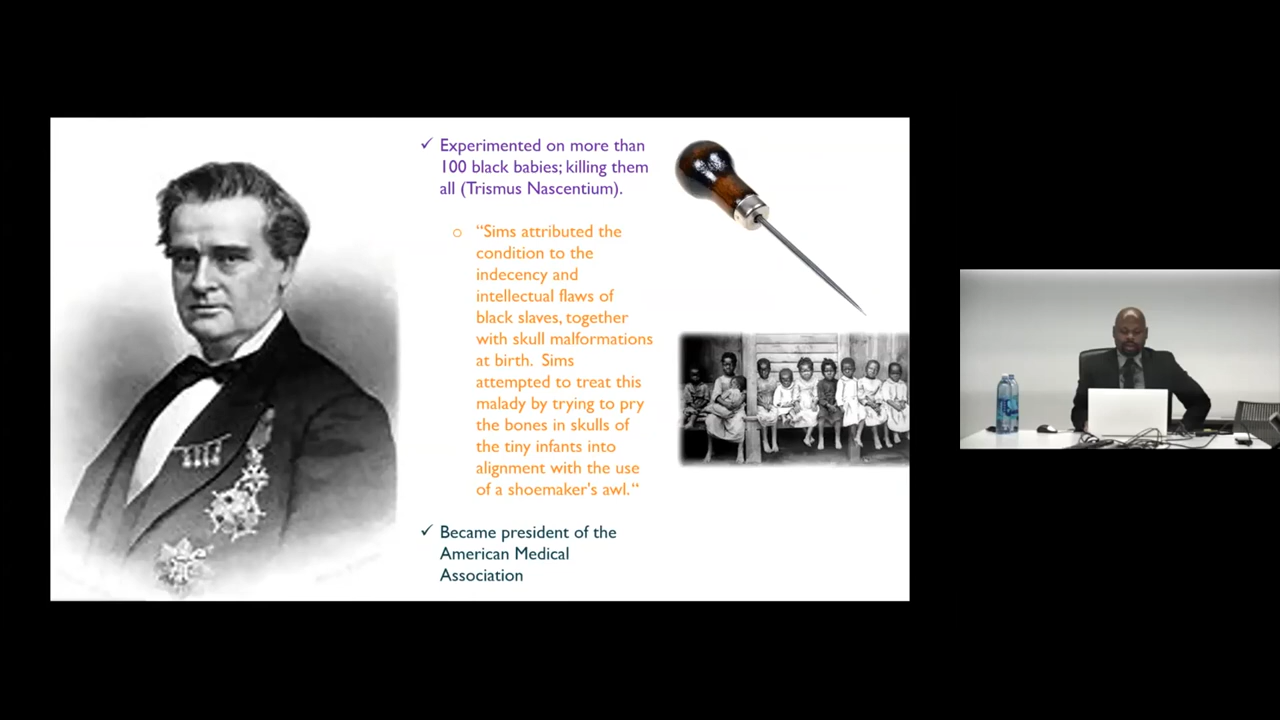 Experimented on more than
100 black babies; killing them
all (Trismus Nascentium).
“Sims attributed the
condition to the
indecency and
intellectual flaws of
black slaves, together
with skull malformations
at birth. Sims
attempted to treat this
malady by trying to pry
the bones in skulls of
the tiny infants into
alignment with the use
of a shoemaker's awl.“
Became president of the
American Medical
Association